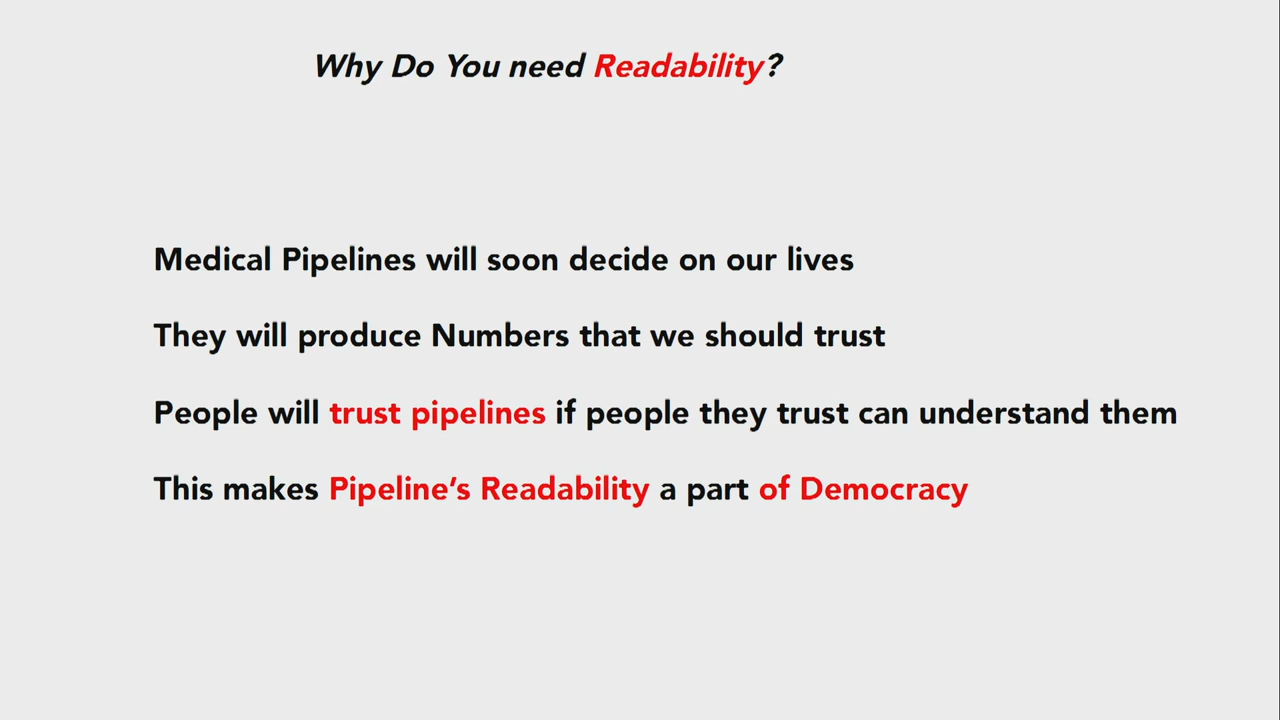 Why Do You need Readability?
Medical Pipelines will soon decide on our lives
They will produce Numbers that we should trust
People will trust pipelines if people they trust can understand them
This makes Pipeline’s Readability a part of Democracy